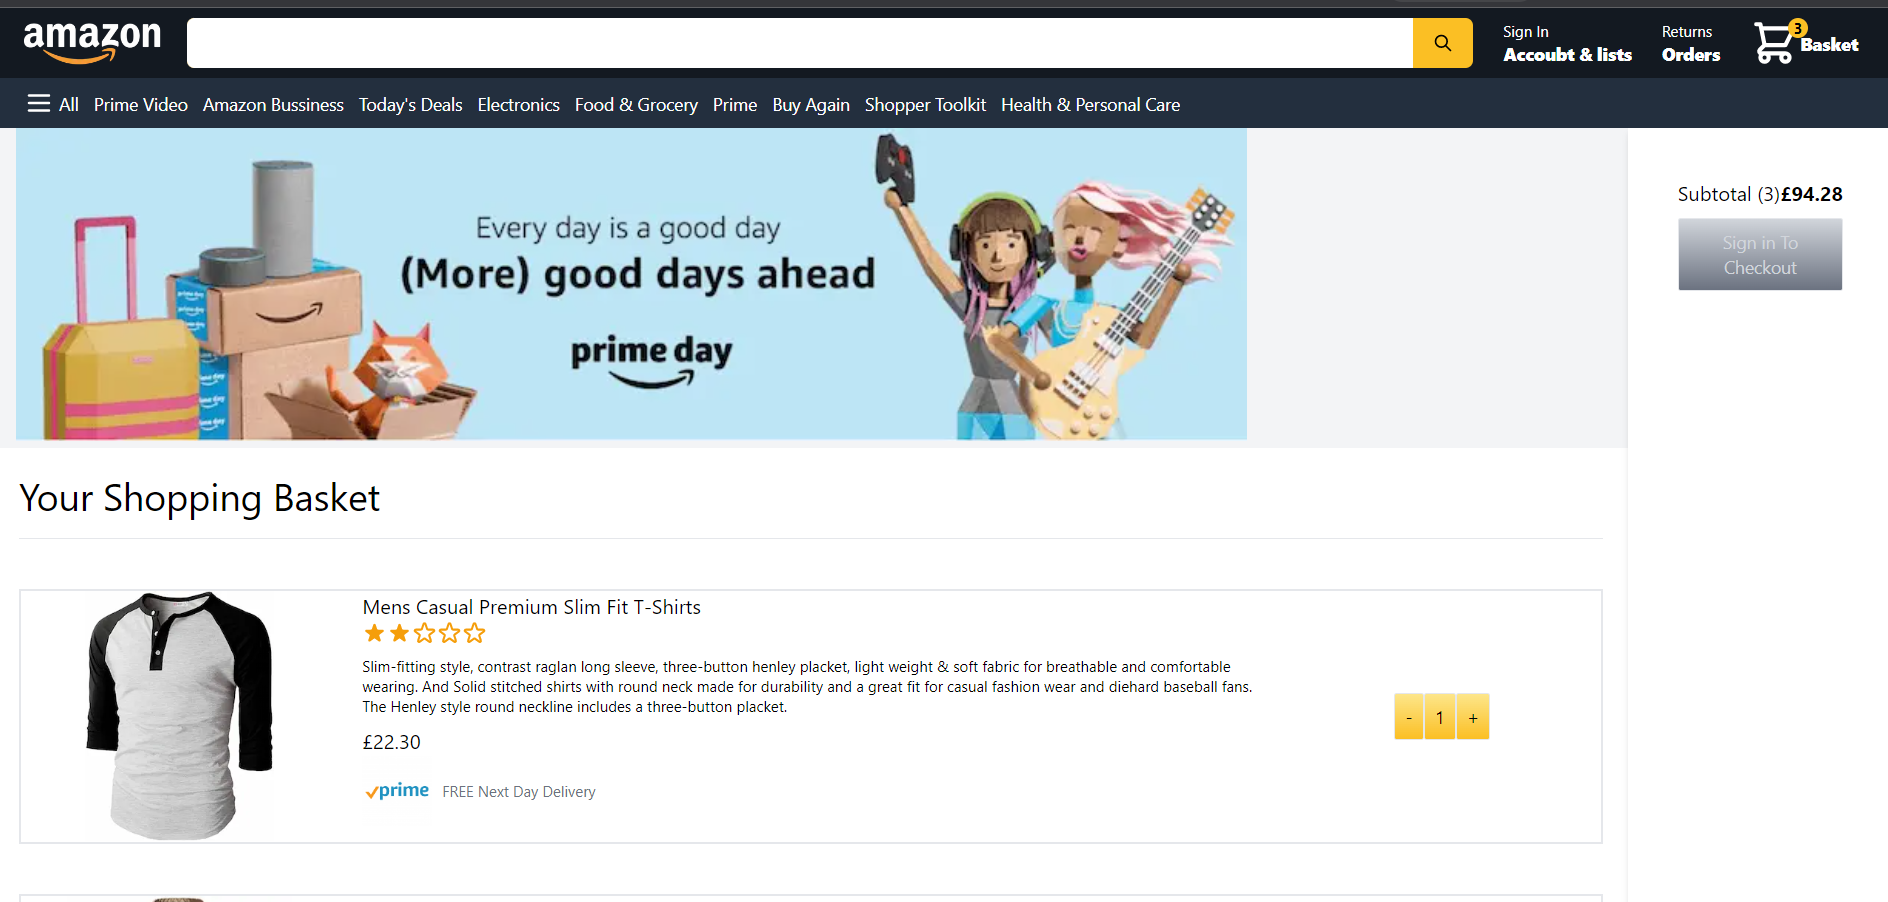 amazon
Sign In
Accoubt & lists
Returns
Orders
3
Basket
All Prime Video Amazon Bussiness Today's Deals Electronics Food & Grocery Prime Buy Again Shopper Toolkit Health & Personal Care
Every day is a good day
(More) good days ahead
prime day
Subtotal (3)£94.28
Sign in To
Checkout
Your Shopping Basket
Mens Casual Premium Slim Fit T-Shirts
Slim-fitting style, contrast raglan long sleeve, three-button henley placket, light weight & soft fabric for breathable and comfortable
wearing. And Solid stitched shirts with round neck made for durability and a great fit for casual fashion wear and diehard baseball fans.
The Henley style round neckline includes a three-button placket.
£22.30
prime FREE Next Day Delivery
- 1 +